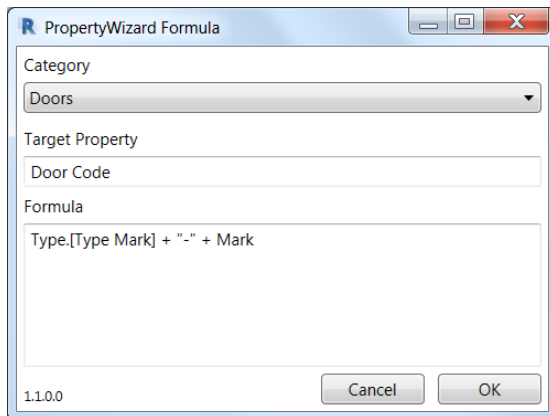 PropertyWizard Formula
Category
Doors
Target Property
Door Code
Formula
Type.[Type Mark] + "-" + Mark
1.1.0.0
Cancel
OK